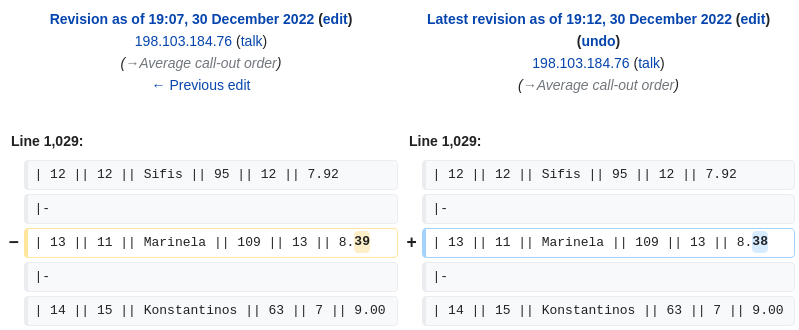 Revision as of 19:07, 30 December 2022 (edit)
198.103.184.76 (talk)
(→Average call-out order)
← Previous edit
Latest revision as of 19:12, 30 December 2022 (edit)
(undo)
198.103.184.76 (talk)
(→Average call-out order)
Line 1,029:
| 12 || 12 || Sifis || 95 || 12 || 7.92
|-
− | 13 || 11 || Marinela || 109 || 13 || 8.39
|-
| 14 || 15 || Konstantinos || 63 || 7 || 9.00
Line 1,029:
| 12 || 12 || Sifis || 95 || 12 || 7.92
|-
+ | 13 || 11 || Marinela || 109 || 13 || 8.38
|-
| 14 || 15 || Konstantinos || 63 || 7 || 9.00